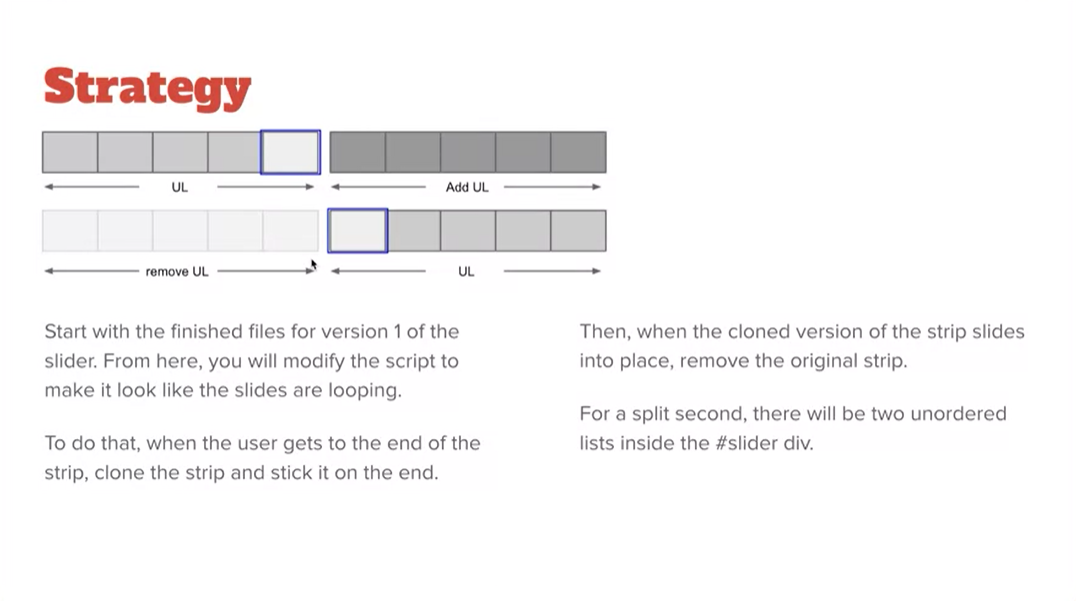 Strategy
UL
Add UL
remove UL
UL
Start with the finished files for version 1 of the
slider. From here, you will modify the script to
make it look like the slides are looping.
To do that, when the user gets to the end of the
strip, clone the strip and stick it on the end.
Then, when the cloned version of the strip slides
into place, remove the original strip.
For a split second, there will be two unordered
lists inside the #slider div.